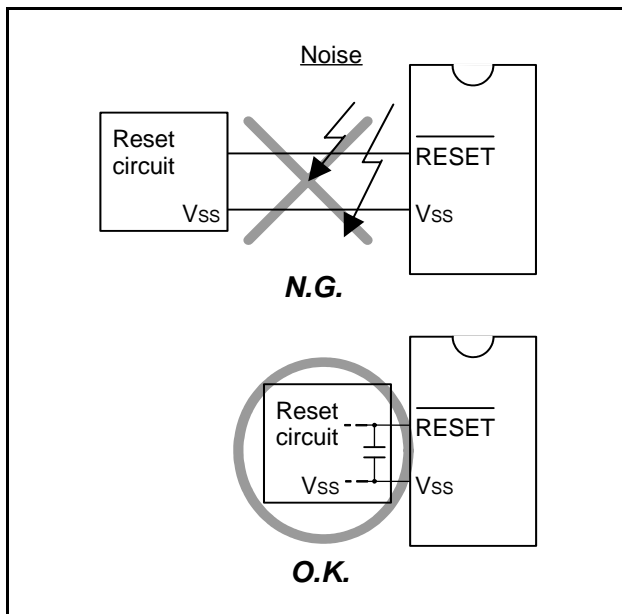 Noise
Reset
circuit
VSS
RESET
VSS
N.G.
Reset
circuit
VSS
RESET
VSS
O.K.